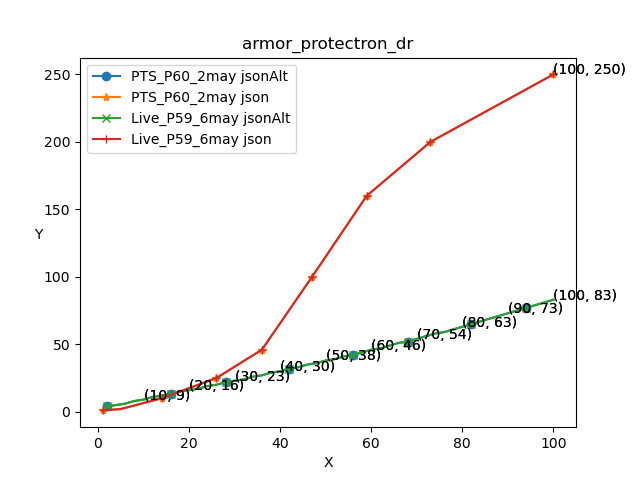 armor_protectron_dr
PTS_P60_2may jsonAlt
PTS_P60_2may json
Live_P59_6may jsonAlt
Live_P59_6may json
(100, 250)
250
200
150
Y
100
(100, 83)
(90, 73)
(80, 63)
(70, 54)
50
(60, 46)
(50, 38)
(40, 30)
(30, 23)
(20, 16)
(10, 9)
0
0 20 40 60 80 100
X